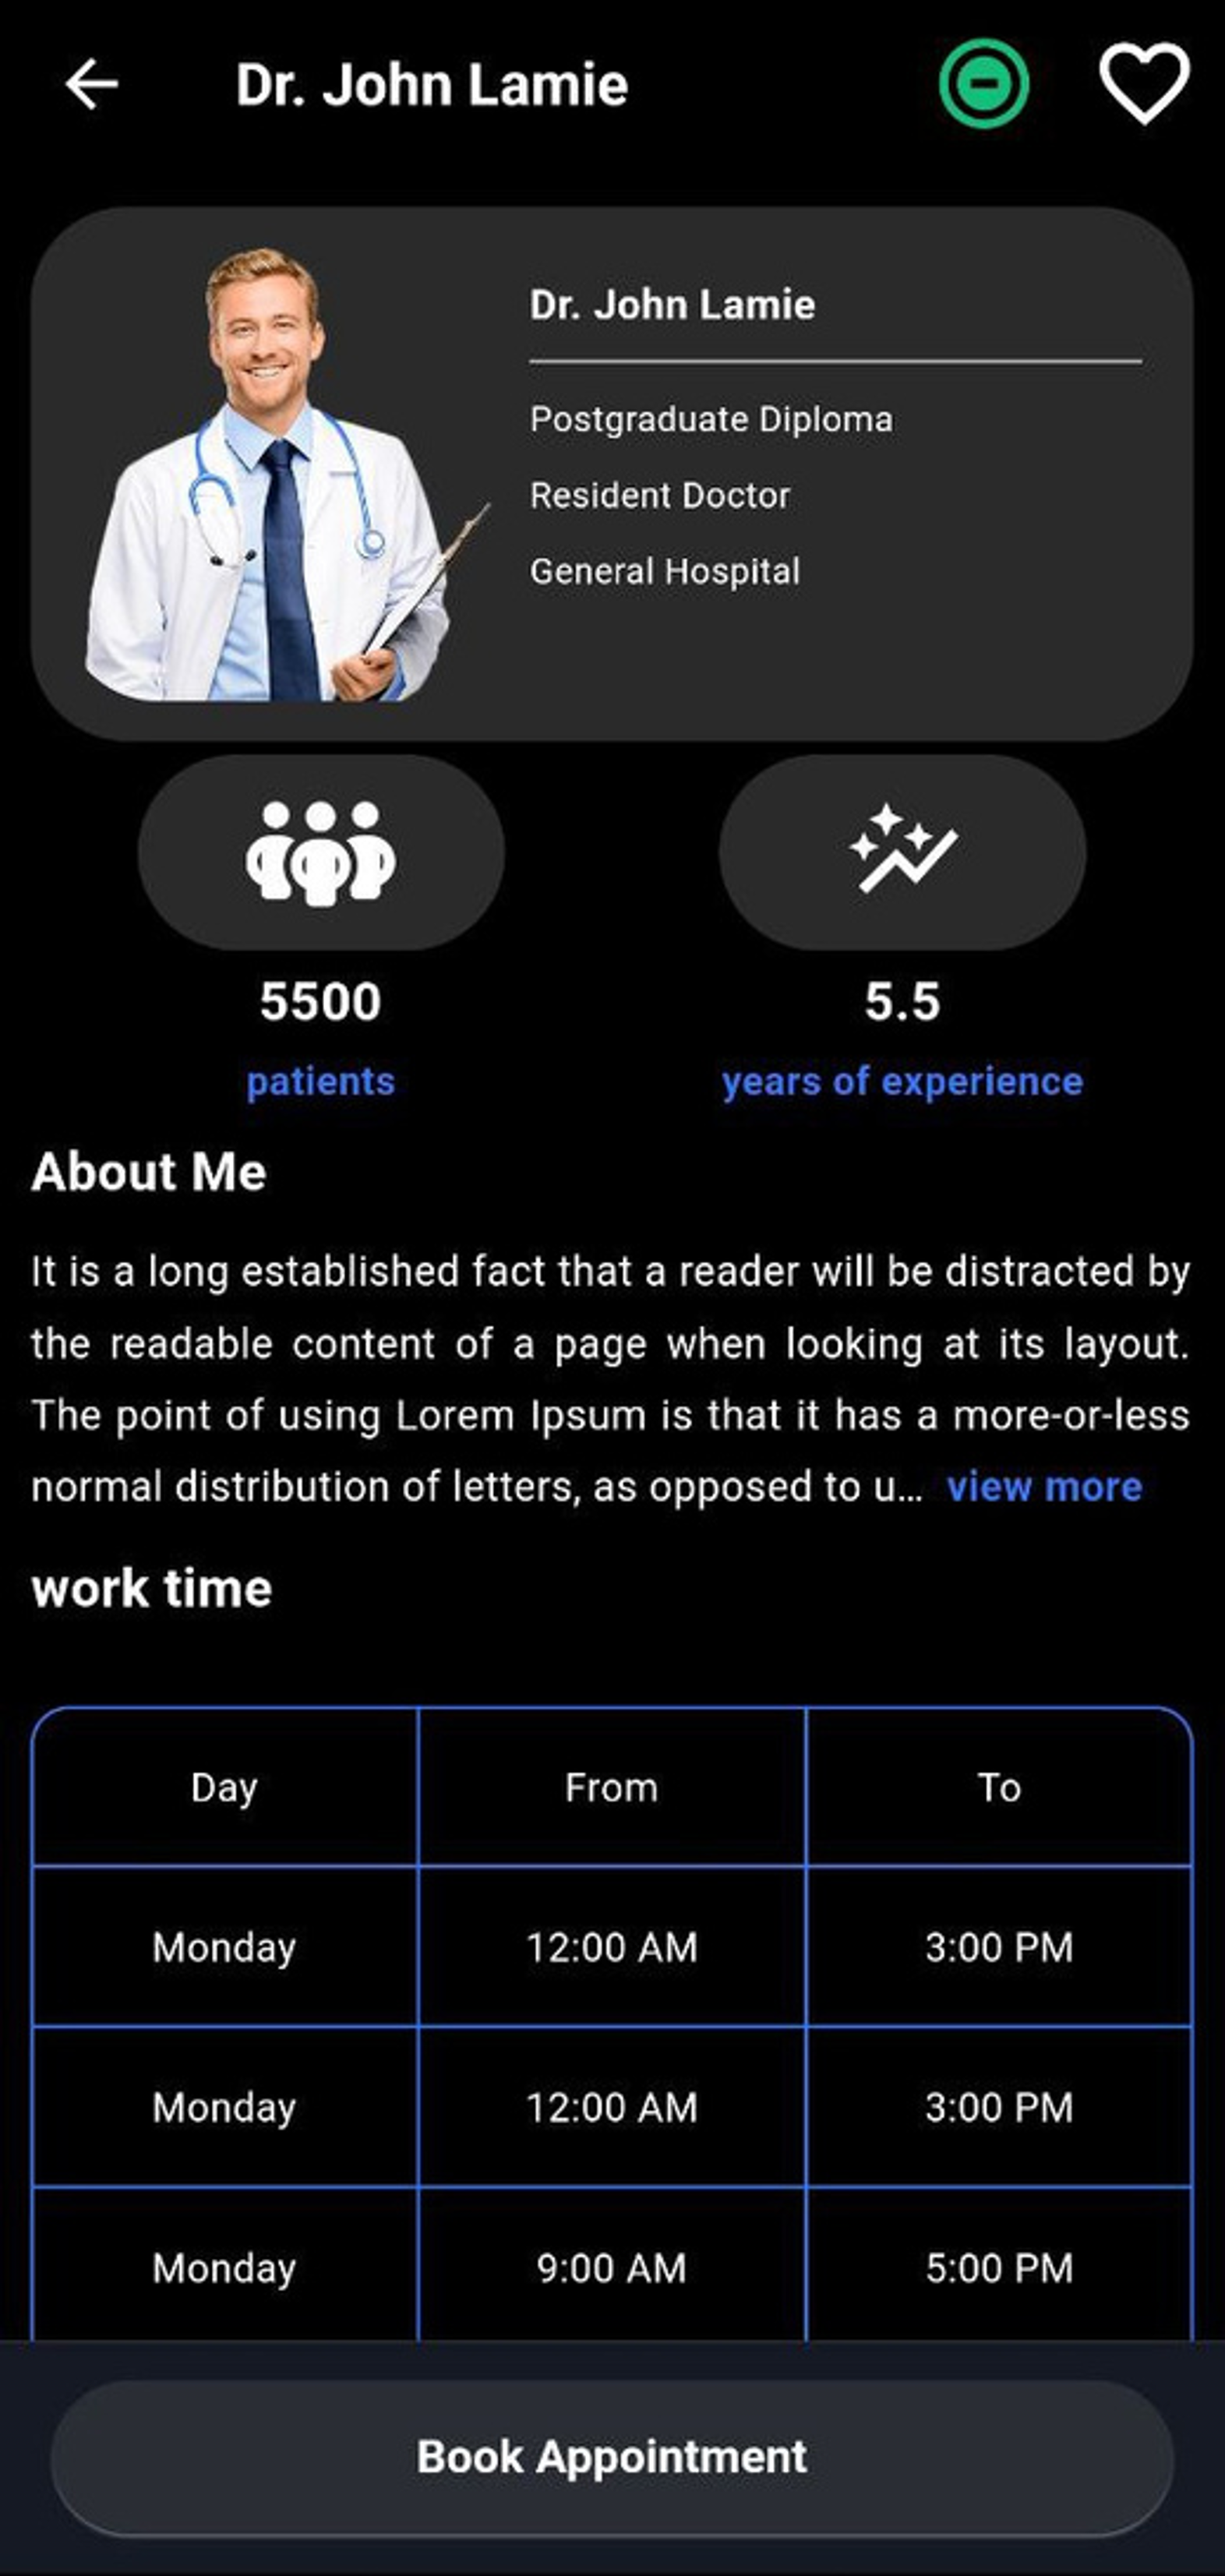 Dr. John Lamie
Dr. John Lamie
Postgraduate Diploma
Resident Doctor
General Hospital
5500
patients
5.5
years of experience
About Me
It is a long established fact that a reader will be distracted by
the readable content of a page when looking at its layout.
The point of using Lorem Ipsum is that it has a more-or-less
normal distribution of letters, as opposed to u... view more
work time
Day From To
Monday 12:00 AM 3:00 PM
Monday 12:00 AM 3:00 PM
Monday 9:00 AM 5:00 PM
Book Appointment